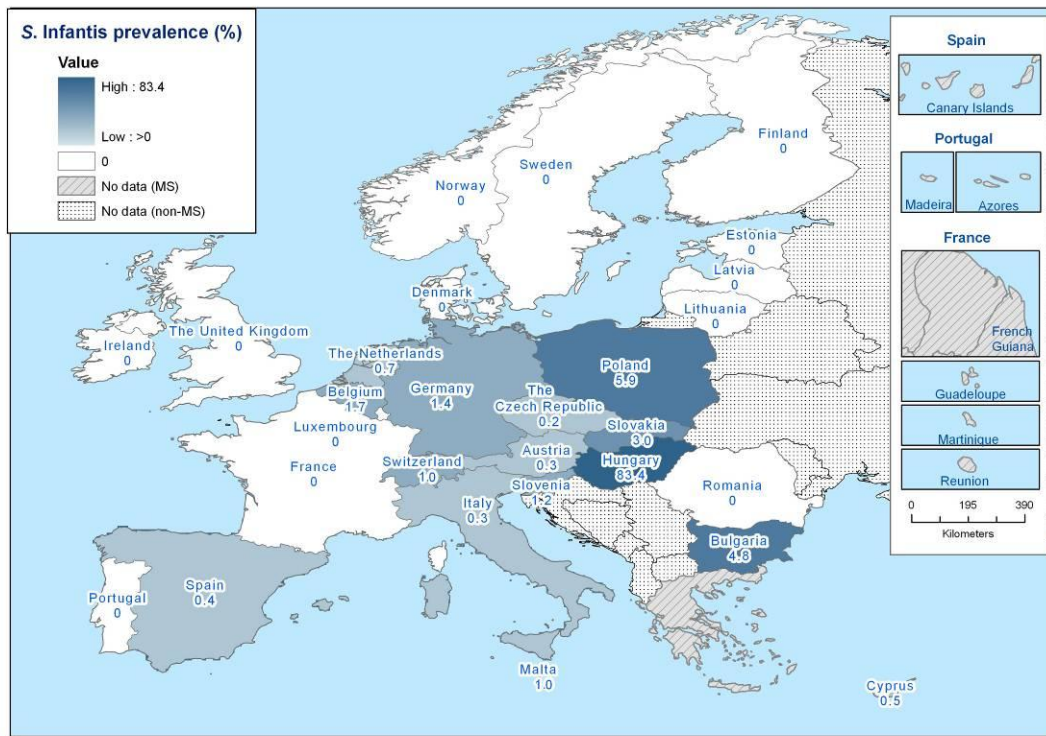 S. Infantis prevalence (%)
Value
High : 83.4
Low : >0
0
No data (MS)
No data (non-MS)
Finland
0
Sweden
0
Norway
0
Estonia
0
Latvia
0
Lithuania
0
Denmark
0
Ireland
0
The United Kingdom
0
The Netherlands
0.7
Belgium
1.7
Germany
1.4
Poland
5.9
The
Czech Republic
0.2
Luxembourg
0
Slovakia
3.0
France
0
Switzerland
1.0
Austria
0.3
Hungary
83.4
Slovenia
1.2
Romania
0
Italy
0.3
Bulgaria
4.8
Portugal
0
Spain
0.4
Malta
1.0
Cyprus
0.5
Spain
Canary Islands
Portugal
Madeira
Azores
France
French
Guiana
Guadeloupe
Martinique
Reunion
0 195 390
Kilometers